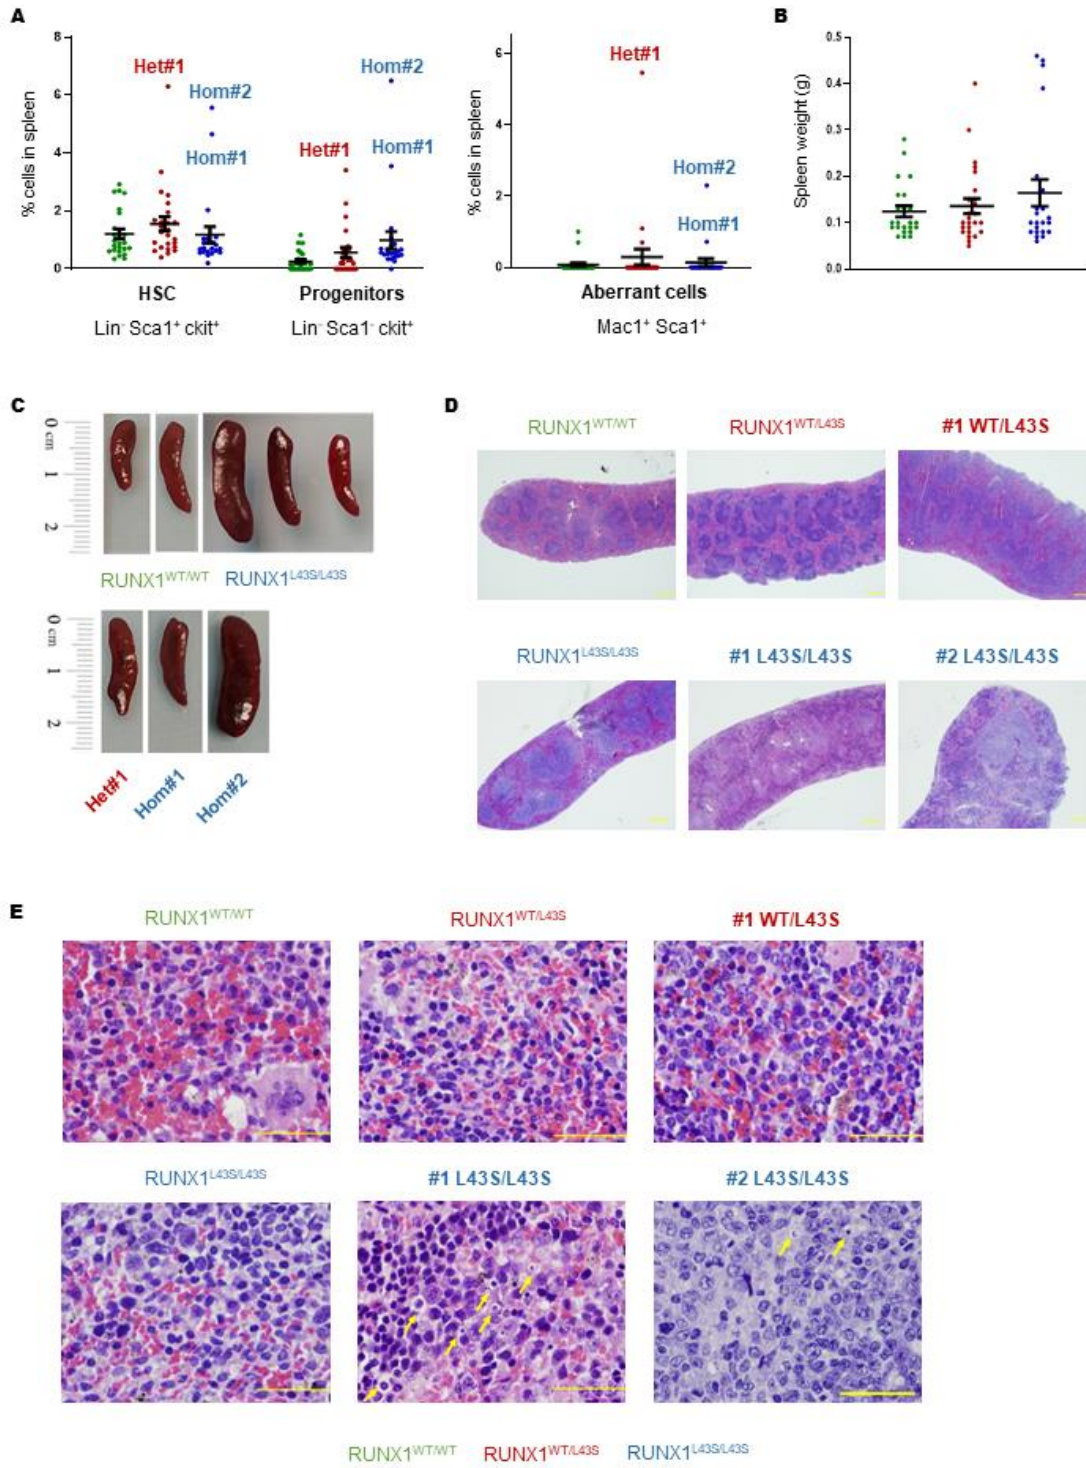 A
8
6
4
2
0
% cells in spleen
Het#1
Hom#2
Hom#1
Het#1
Hom#2
Hom#1
HSC
Lin⁻ Sca1⁺ ckit⁺
Progenitors
Lin⁻ Sca1⁻ ckit⁺
6
4
2
0
% cells in spleen
Het#1
Hom#2
Hom#1
Aberrant cells
Mac1⁺ Sca1⁺
B
0.5
0.4
0.3
0.2
0.1
0.0
Spleen weight (g)
C
0 cm
1
2
RUNX1WT/WT RUNX1L43S/L43S
0 cm
1
2
Het#1
Hom#1
Hom#2
D
RUNX1WT/WT RUNX1WT/L43S #1 WT/L43S
RUNX1L43S/L43S #1 L43S/L43S #2 L43S/L43S
E
RUNX1WT/WT RUNX1WT/L43S #1 WT/L43S
RUNX1L43S/L43S #1 L43S/L43S #2 L43S/L43S
RUNX1WT/WT RUNX1WT/L43S RUNX1L43S/L43S